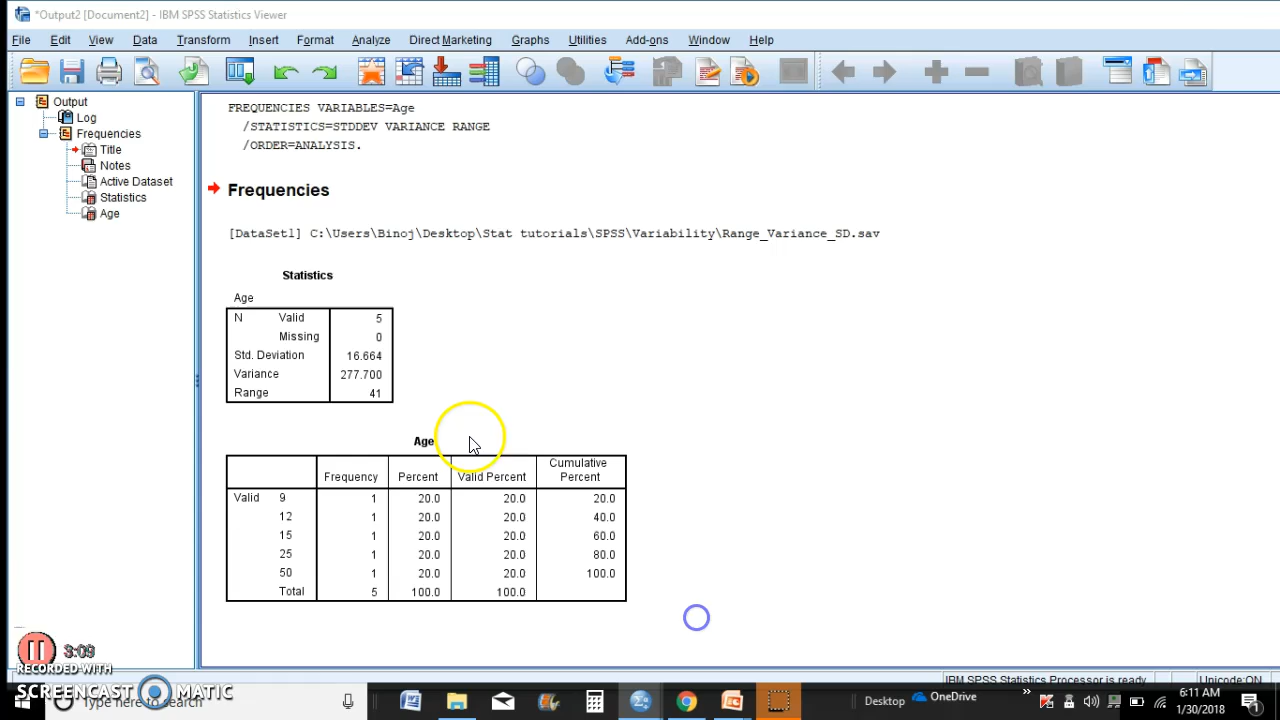 *Output2 [Document2] - IBM SPSS Statistics Viewer
File Edit View Data Transform Insert Format Analyze Direct Marketing Graphs Utilities Add-ons Window Help
Output
Log
Frequencies
Title
Notes
Active Dataset
Statistics
Age
FREQUENCIES VARIABLES=Age
/STATISTICS=STDDEV VARIANCE RANGE
/ORDER=ANALYSIS.
Frequencies
[DataSet1] C:\Users\Binoj\Desktop\Stat tutorials\SPSS\Variability\Range_Variance_SD.sav
Statistics
Age
N Valid 5
Missing 0
Std. Deviation 16.664
Variance 277.700
Range 41
Age
Frequency Percent Valid Percent Cumulative Percent
Valid 9 1 20.0 20.0 20.0
12 1 20.0 20.0 40.0
15 1 20.0 20.0 60.0
25 1 20.0 20.0 80.0
50 1 20.0 20.0 100.0
Total 5 100.0 100.0
3:09
RECORDED WITH
SCREENCAST MATIC
Type here to search
IBM SPSS Statistics Processor is ready
Unicode:ON
Desktop
OneDrive
6:11 AM
1/30/2018